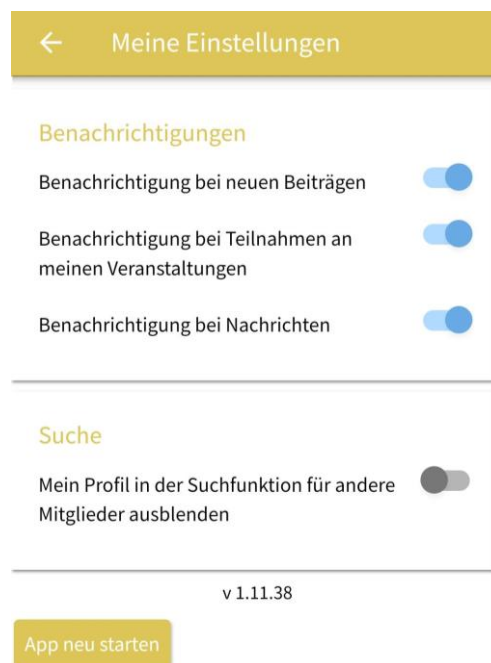 Meine Einstellungen
Benachrichtigungen
Benachrichtigung bei neuen Beiträgen
Benachrichtigung bei Teilnahmen an
meinen Veranstaltungen
Benachrichtigung bei Nachrichten
Suche
Mein Profil in der Suchfunktion für andere
Mitglieder ausblenden
v 1.11.38
App neu starten